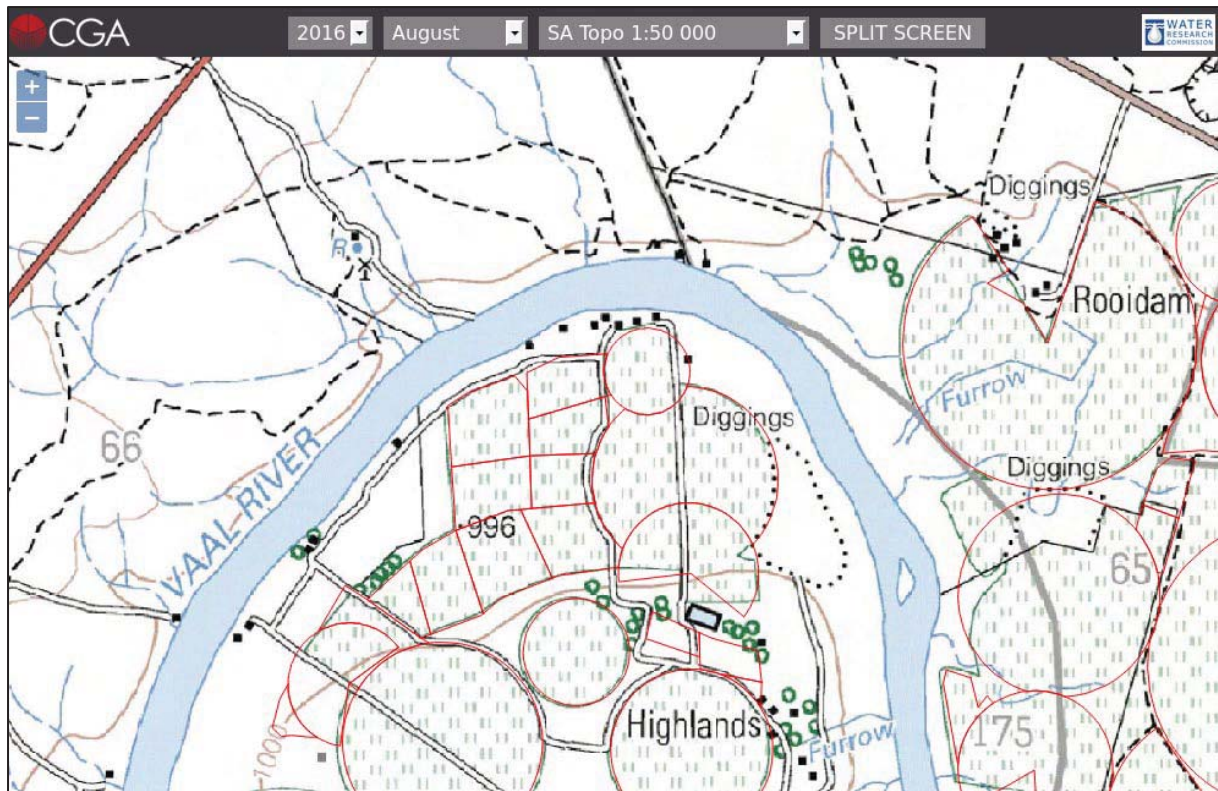 CGA
2016
August
SA Topo 1:50 000
SPLIT SCREEN
WATER
RESEARCH
COMMISSION
+
−
Diggings
R
Rooidam
Furrow
Diggings
66
Diggings
VAAL RIVER
.996
65
Highlands
175
Furrow
1000